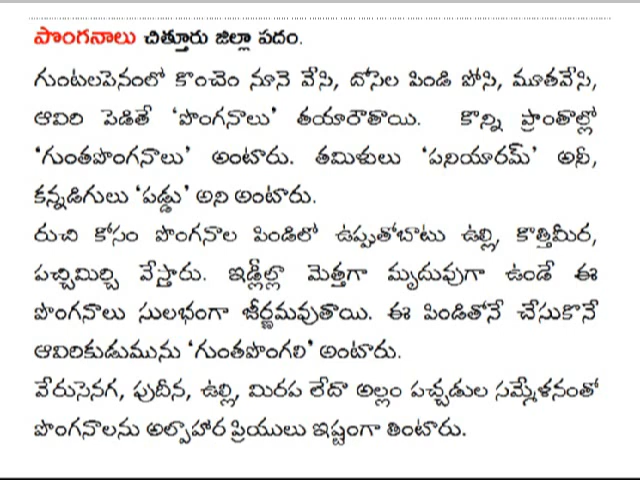 పొంగనాలు చిత్తూరు జిల్లా పదం.
గుంటలపెనంలో కొంచెం నూనె వేసి, దోసెల పిండి పోసి, మూతవేసి,
ఆవిరి పెడితే ‘పొంగనాలు’ తయారౌతాయి. కొన్ని ప్రాంతాల్లో
‘గుంతపొంగనాలు’ అంటారు. తమిళులు ‘పనియారమ్’ అనీ,
కన్నడిగులు ‘పడ్డు’ అని అంటారు.
రుచి కోసం పొంగనాల పిండిలో ఉప్పుతోబాటు ఉల్లి, కొత్తిమీర,
పచ్చిమిర్చి వేస్తారు. ఇడ్లీల్లా మెత్తగా మృదువుగా ఉండే ఈ
పొంగనాలు సులభంగా జీర్ణమవుతాయి. ఈ పిండితోనే చేసుకొనే
ఆవిరికుడుమును ‘గుంతపొంగలి’ అంటారు.
వేరుసెనగ, పుదీన, ఉల్లి, మిరప లేదా అల్లం పచ్చడుల సమ్మేళనంతో
పొంగనాలను అల్పాహార ప్రియులు ఇష్టంగా తింటారు.